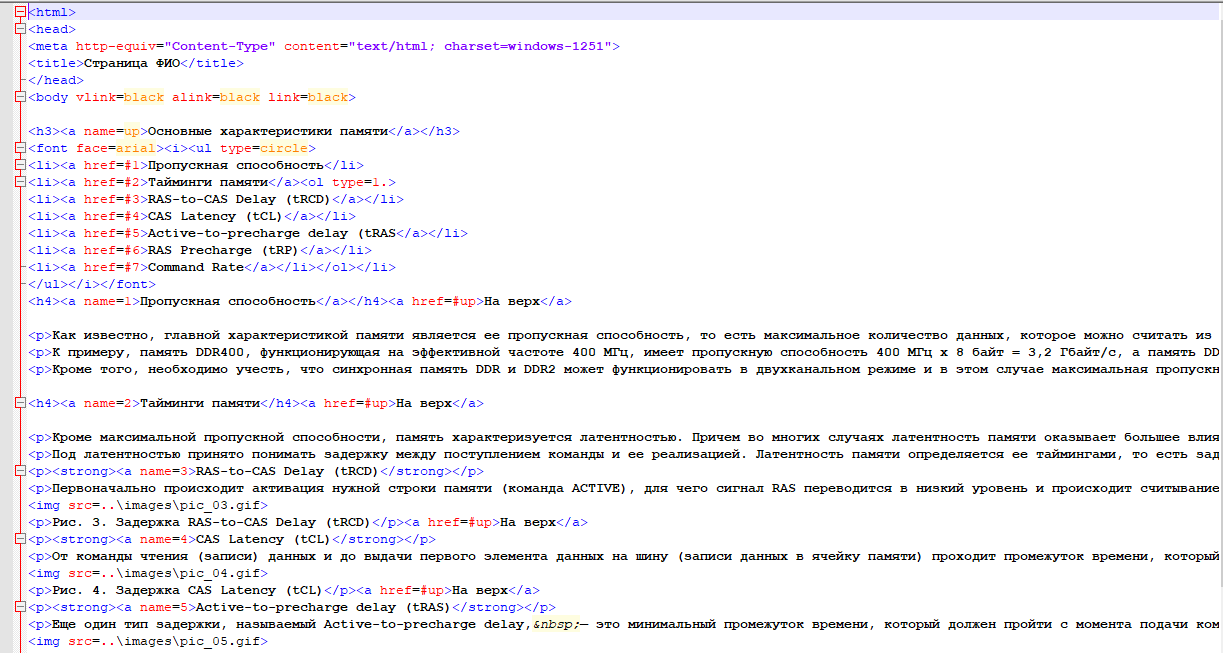 <html>
<head>
<meta http-equiv="Content-Type" content="text/html; charset=windows-1251">
<title>Страница ФИО</title>
</head>
<body vlink=black alink=black link=black>
<h3><a name=up>Основные характеристики памяти</a></h3>
<font face=arial><i><ul type=circle>
<li><a href=#1>Пропускная способность</li>
<li><a href=#2>Тайминги памяти</a><ol type=1.>
<li><a href=#3>RAS-to-CAS Delay (tRCD)</a></li>
<li><a href=#4>CAS Latency (tCL)</a></li>
<li><a href=#5>Active-to-precharge delay (tRAS</a></li>
<li><a href=#6>RAS Precharge (tRP)</a></li>
<li><a href=#7>Command Rate</a></li></ol></li>
</ul></i></font>
<h4><a name=1>Пропускная способность</a></h4><a href=#up>На верх</a>
<p>Как известно, главной характеристикой памяти является ее пропускная способность, то есть максимальное количество данных, которое можно считать из
<p>К примеру, память DDR400, функционирующая на эффективной частоте 400 МГц, имеет пропускную способность 400 МГц x 8 байт = 3,2 Гбайт/с, а память DD
<p>Кроме того, необходимо учесть, что синхронная память DDR и DDR2 может функционировать в двухканальном режиме и в этом случае максимальная пропускн
<h4><a name=2>Тайминги памяти</h4><a href=#up>На верх</a>
<p>Кроме максимальной пропускной способности, память характеризуется латентностью. Причем во многих случаях латентность памяти оказывает большее влия
<p>Под латентностью принято понимать задержку между поступлением команды и ее реализацией. Латентность памяти определяется ее таймингами, то есть зад
<p><strong><a name=3>RAS-to-CAS Delay (tRCD)</strong></p>
<p>Первоначально происходит активация нужной строки памяти (команда ACTIVE), для чего сигнал RAS переводится в низкий уровень и происходит считывание
<img src=..\images\pic_03.gif>
<p>Рис. 3. Задержка RAS-to-CAS Delay (tRCD)</p><a href=#up>На верх</a>
<p><strong><a name=4>CAS Latency (tCL)</strong></p>
<p>От команды чтения (записи) данных и до выдачи первого элемента данных на шину (записи данных в ячейку памяти) проходит промежуток времени, который
<img src=..\images\pic_04.gif>
<p>Рис. 4. Задержка CAS Latency (tCL)</p><a href=#up>На верх</a>
<p><strong><a name=5>Active-to-precharge delay (tRAS)</strong></p>
<p>Еще один тип задержки, называемый Active-to-precharge delay,&nbsp;— это минимальный промежуток времени, который должен пройти с момента подачи ком
<img src=..\images\pic_05.gif>